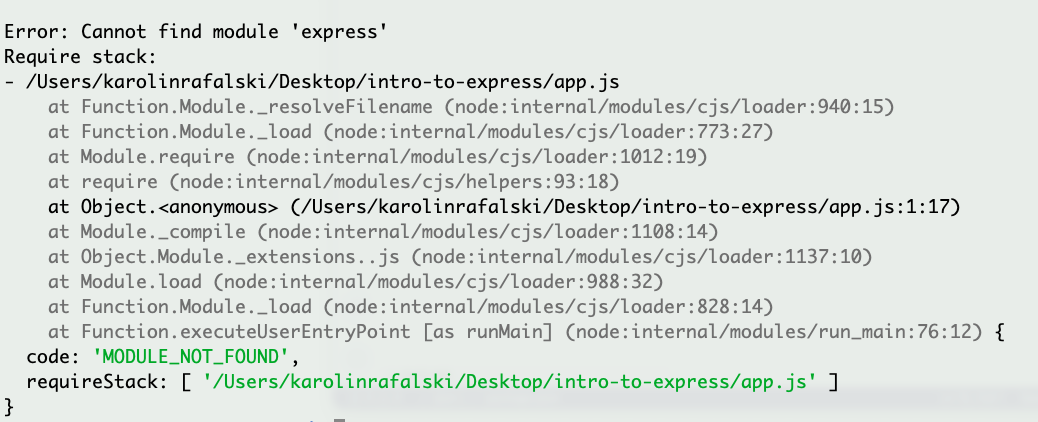 Error: Cannot find module 'express'
Require stack:
- /Users/karolinrafalski/Desktop/intro-to-express/app.js
    at Function.Module._resolveFilename (node:internal/modules/cjs/loader:940:15)
    at Function.Module._load (node:internal/modules/cjs/loader:773:27)
    at Module.require (node:internal/modules/cjs/loader:1012:19)
    at require (node:internal/modules/cjs/helpers:93:18)
    at Object.<anonymous> (/Users/karolinrafalski/Desktop/intro-to-express/app.js:1:17)
    at Module._compile (node:internal/modules/cjs/loader:1108:14)
    at Object.Module._extensions..js (node:internal/modules/cjs/loader:1137:10)
    at Module.load (node:internal/modules/cjs/loader:988:32)
    at Function.Module._load (node:internal/modules/cjs/loader:828:14)
    at Function.executeUserEntryPoint [as runMain] (node:internal/modules/run_main:76:12) {
  code: 'MODULE_NOT_FOUND',
  requireStack: [ '/Users/karolinrafalski/Desktop/intro-to-express/app.js' ]
}